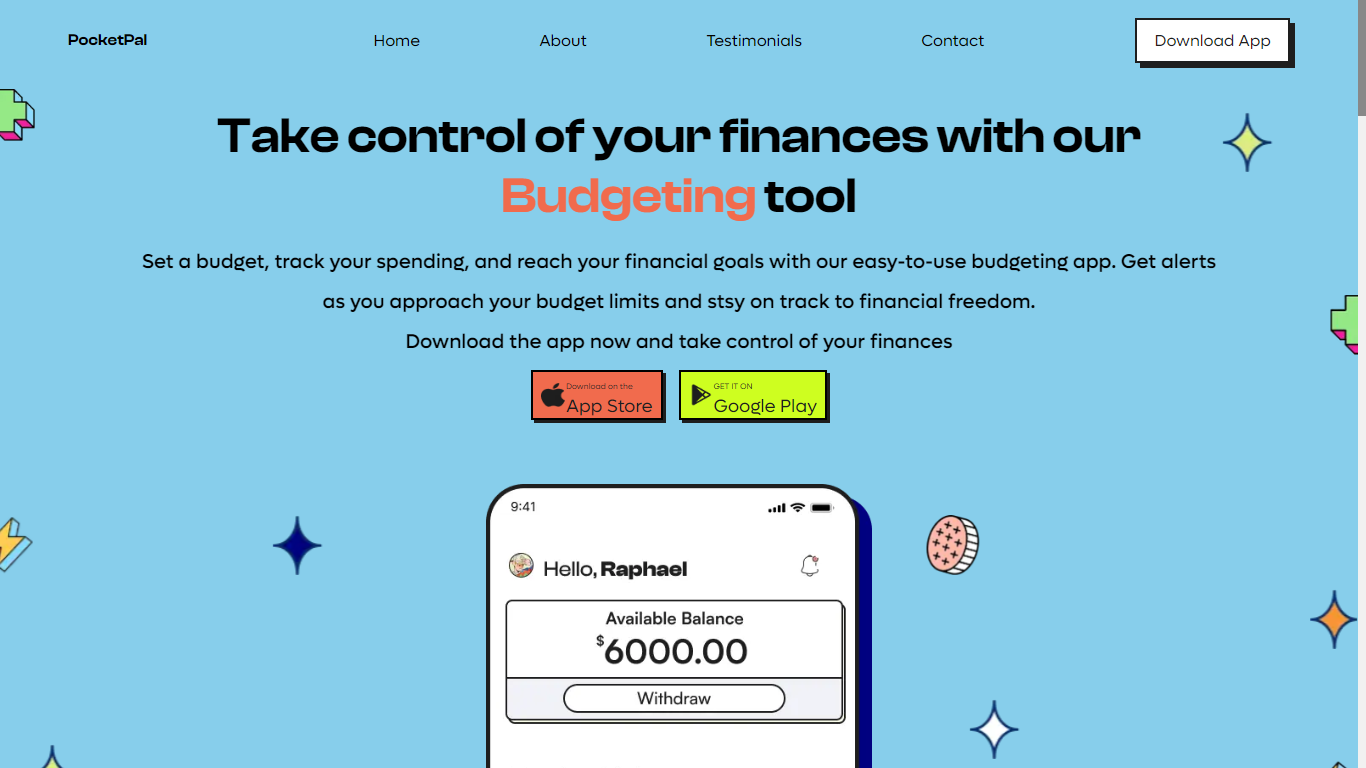 PocketPal
Home
About
Testimonials
Contact
Download App
Take control of your finances with our
Budgeting tool
Set a budget, track your spending, and reach your financial goals with our easy-to-use budgeting app. Get alerts
as you approach your budget limits and stsy on track to financial freedom.
Download the app now and take control of your finances
Download on the
App Store
GET IT ON
Google Play
9:41
Hello, Raphael
Available Balance
$6000.00
Withdraw